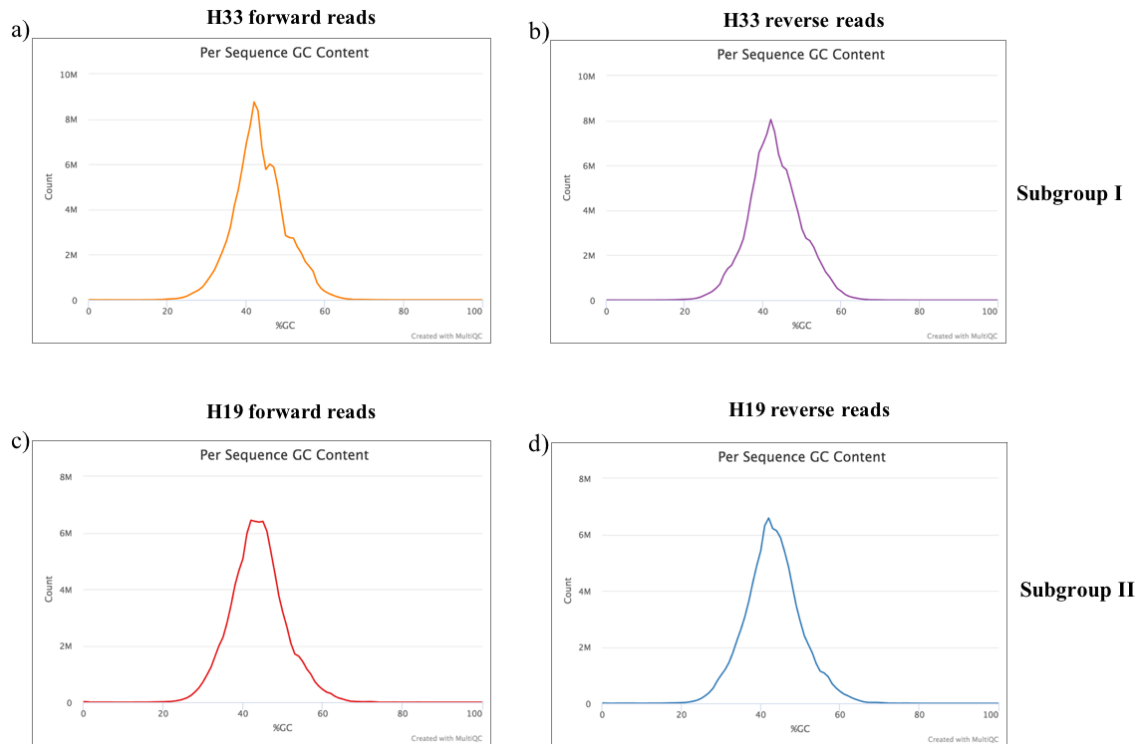 H33 forward reads
a)
Per Sequence GC Content
10M
8M
6M
4M
2M
0
Count
0 20 40 60 80 100
%GC
Created with MultiQC
H33 reverse reads
b)
Per Sequence GC Content
10M
8M
6M
4M
2M
0
Count
0 20 40 60 80 100
%GC
Created with MultiQC
Subgroup I
H19 forward reads
c)
Per Sequence GC Content
8M
6M
4M
2M
0
Count
0 20 40 60 80 100
%GC
Created with MultiQC
H19 reverse reads
d)
Per Sequence GC Content
8M
6M
4M
2M
0
Count
0 20 40 60 80 100
%GC
Created with MultiQC
Subgroup II